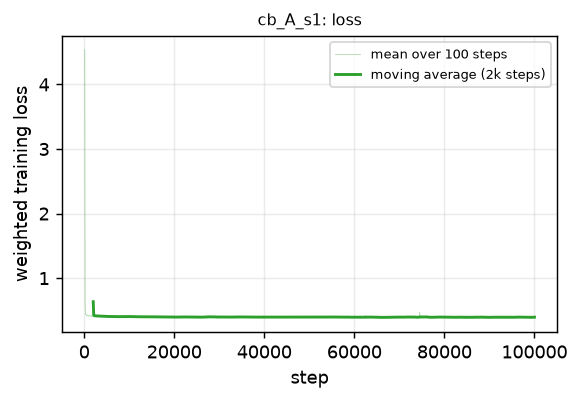 cb_A_s1: loss
mean over 100 steps
moving average (2k steps)
weighted training loss
4
3
2
1
0
20000
40000
60000
80000
100000
step